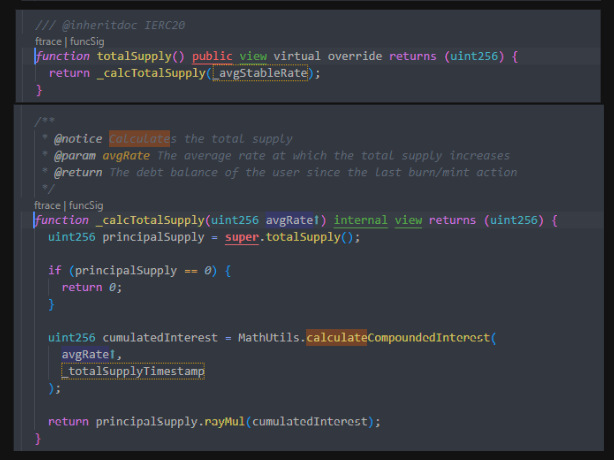 /// @inheritdoc IERC20
ftrace | funcSig
function totalSupply() public view virtual override returns (uint256) {
return _calcTotalSupply(_avgStableRate);
}
/**
* @notice Calculates the total supply
* @param avgRate The average rate at which the total supply increases
* @return The debt balance of the user since the last burn/mint action
*/
ftrace | funcSig
function _calcTotalSupply(uint256 avgRate↑) internal view returns (uint256) {
uint256 principalSupply = super.totalSupply();
if (principalSupply == 0) {
return 0;
}
uint256 cumulatedInterest = MathUtils.calculateCompoundedInterest(
avgRate↑,
_totalSupplyTimestamp
);
return principalSupply.rayMul(cumulatedInterest);
}